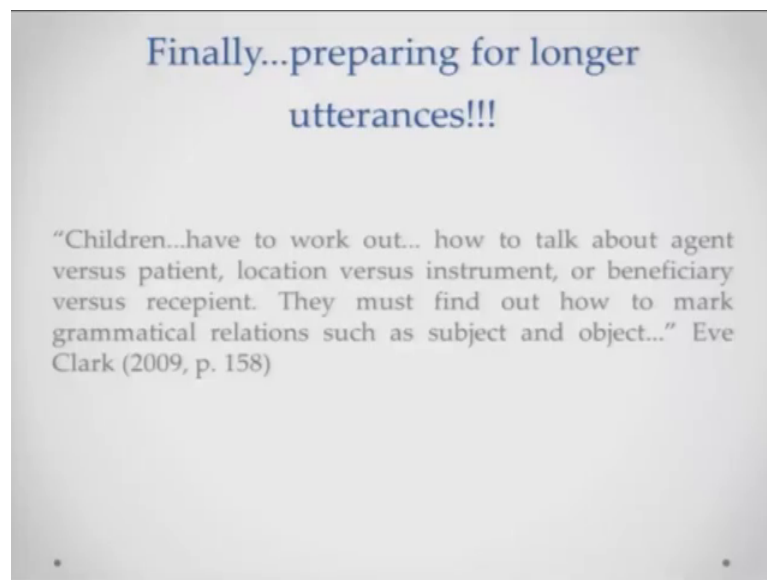 Finally...preparing for longer
utterances!!!
“Children...have to work out... how to talk about agent
versus patient, location versus instrument, or beneficiary
versus recepient. They must find out how to mark
grammatical relations such as subject and object...” Eve
Clark (2009, p. 158)